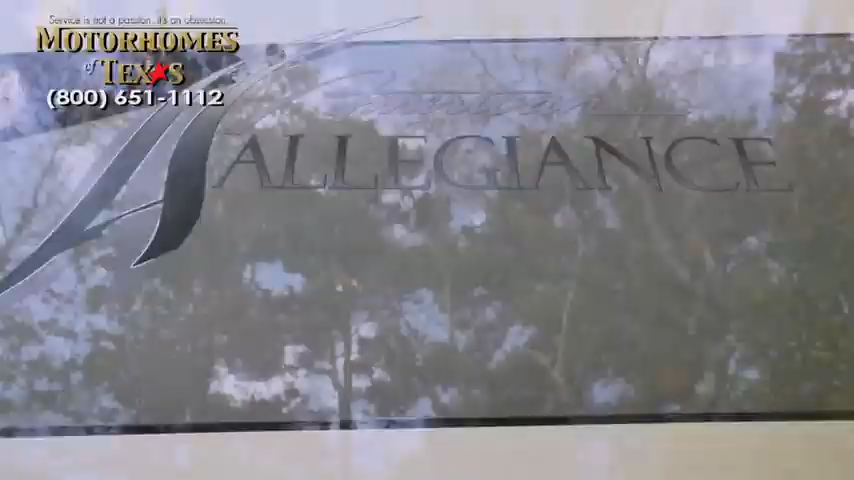 Service is not a passion...it's an obsession.
MOTORHOMES
of TEXAS
(800) 651-1112
ALLEGIANCE